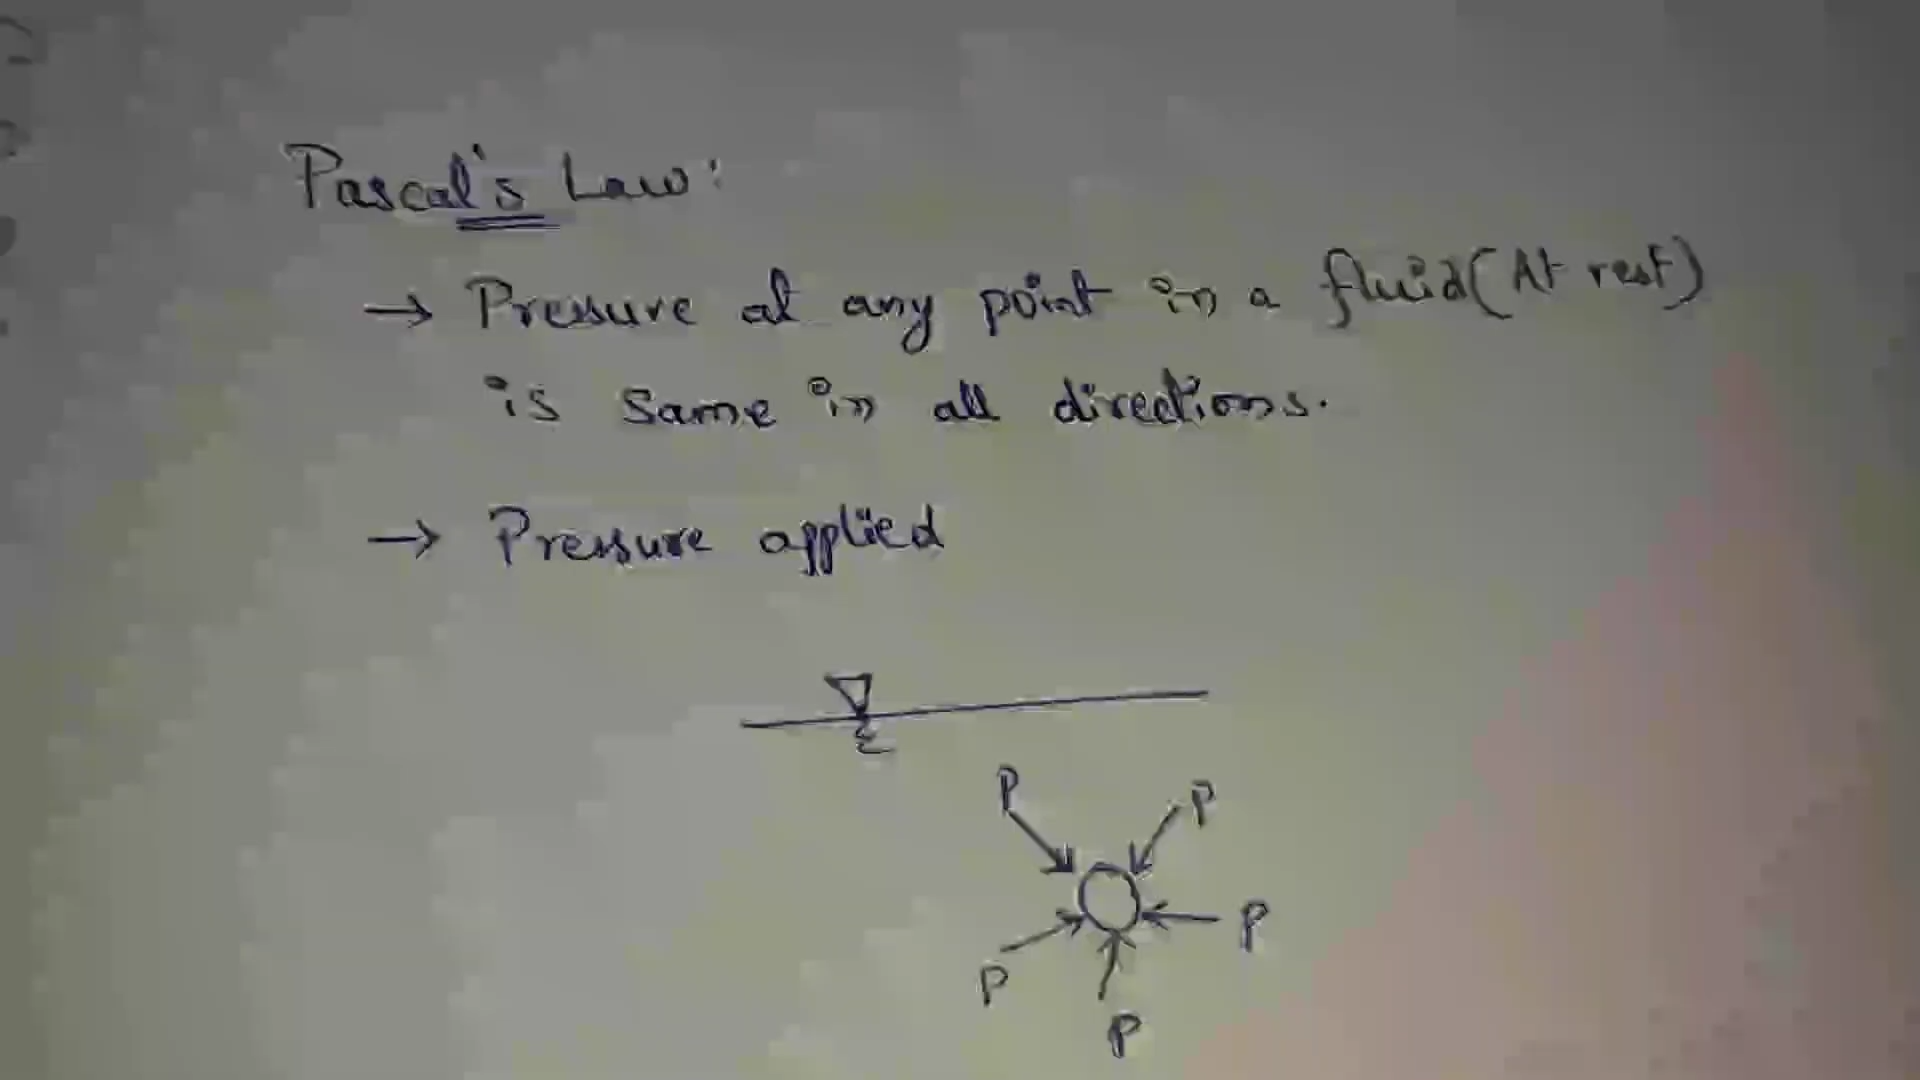 Pascal's Law:
→ Pressure at any point in a fluid (At rest)
is same in all directions.
→ Pressure applied
P P
P
P
P